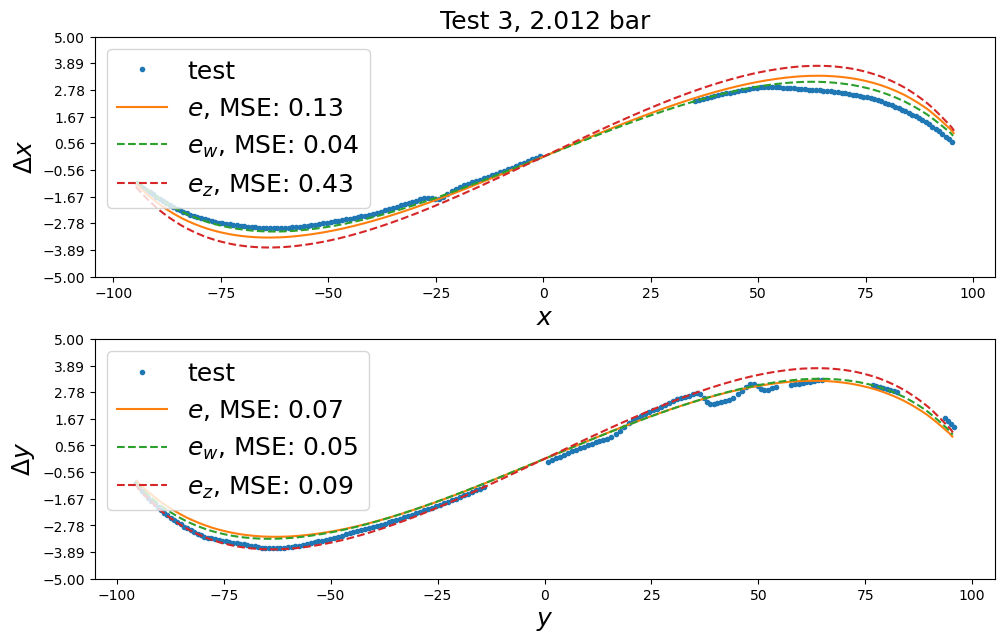 Test 3, 2.012 bar
5.00
3.89
2.78
1.67
0.56
−0.56
−1.67
−2.78
−3.89
−5.00
Δx
test
e, MSE: 0.13
e_w, MSE: 0.04
e_z, MSE: 0.43
−100 −75 −50 −25 0 25 50 75 100
x
5.00
3.89
2.78
1.67
0.56
−0.56
−1.67
−2.78
−3.89
−5.00
Δy
test
e, MSE: 0.07
e_w, MSE: 0.05
e_z, MSE: 0.09
−100 −75 −50 −25 0 25 50 75 100
y